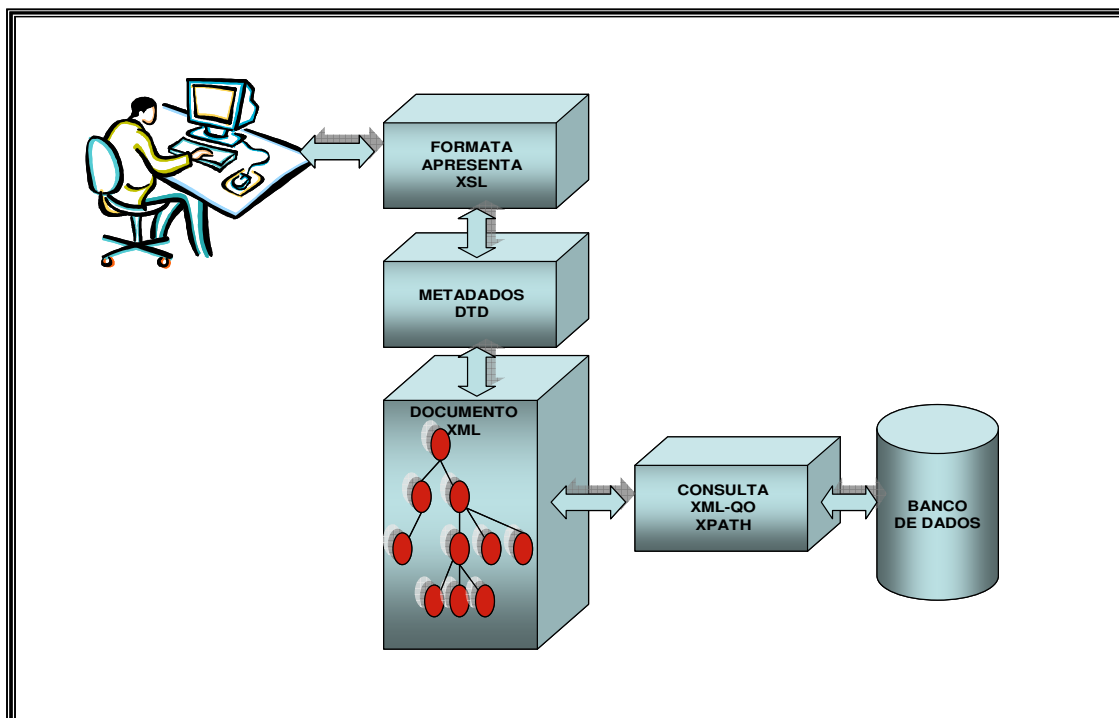 FORMATA
APRESENTA
XSL
METADADOS
DTD
DOCUMENTO
XML
CONSULTA
XML-QO
XPATH
BANCO
DE DADOS